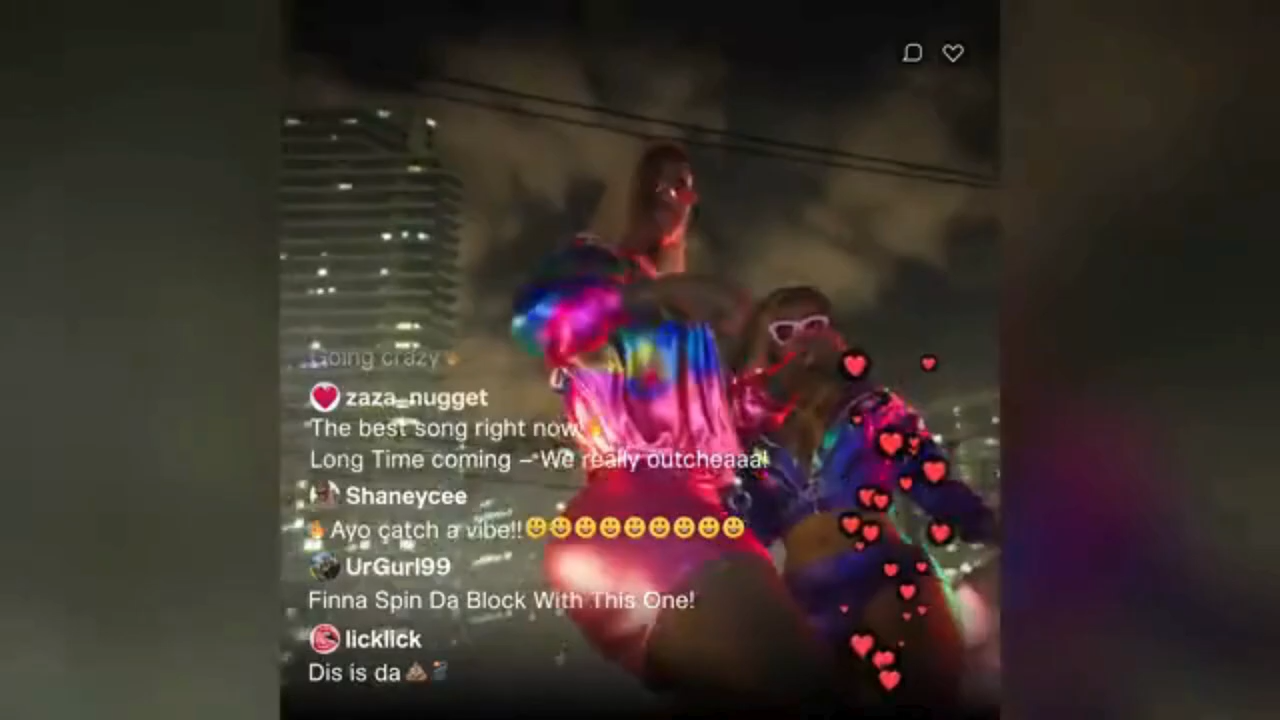 Going crazy🔥
zaza_nugget
The best song right now!🔥
Long Time coming – We really outcheaaa!
Shaneycee
🔥Ayo catch a vibe!!😀😀😀😀😀😀😀😀😀
UrGurl99
Finna Spin Da Block With This One!
licklick
Dis is da💩💣